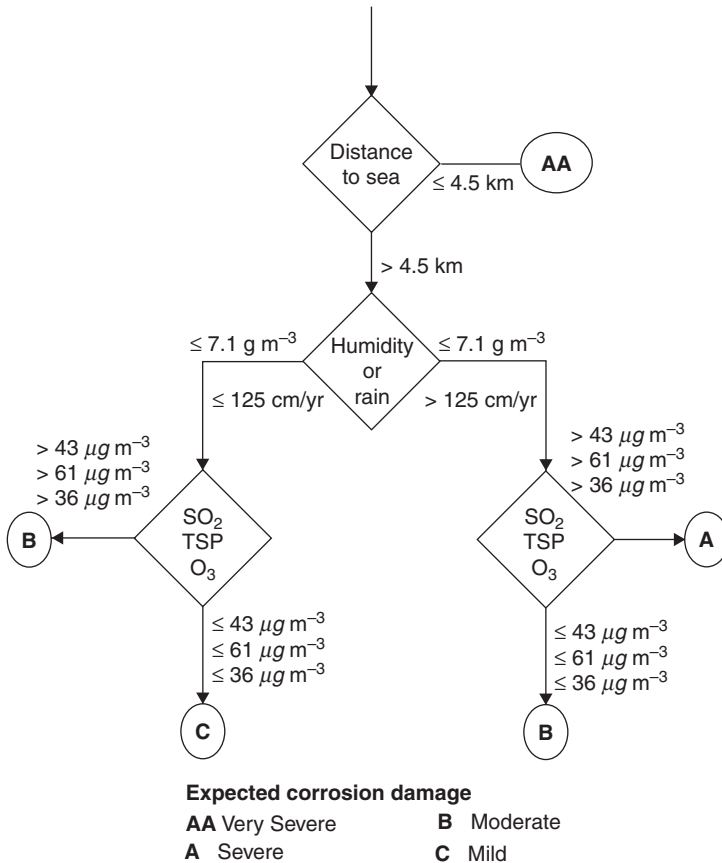 Distance
to sea
AA
≤ 4.5 km
> 4.5 km
≤ 7.1 g m⁻³
Humidity
or
rain
≤ 7.1 g m⁻³
≤ 125 cm/yr
> 125 cm/yr
> 43 μg m⁻³
> 61 μg m⁻³
> 36 μg m⁻³
SO₂
TSP
O₃
B
≤ 43 μg m⁻³
≤ 61 μg m⁻³
≤ 36 μg m⁻³
C
> 43 μg m⁻³
> 61 μg m⁻³
> 36 μg m⁻³
SO₂
TSP
O₃
A
≤ 43 μg m⁻³
≤ 61 μg m⁻³
≤ 36 μg m⁻³
B
Expected corrosion damage
AA Very Severe
B Moderate
A Severe
C Mild